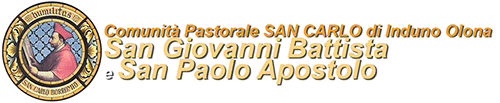 humilitas
SAN CARLO BORROMEO
Comunità Pastorale SAN CARLO di Induno Olona
San Giovanni Battista
e San Paolo Apostolo